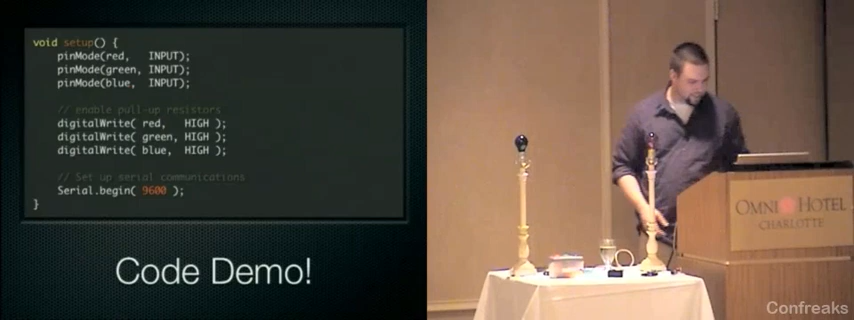 void setup() {
pinMode(red, INPUT);
pinMode(green, INPUT);
pinMode(blue, INPUT);
// enable pull-up resistors
digitalWrite( red, HIGH );
digitalWrite( green, HIGH );
digitalWrite( blue, HIGH );
// Set up serial communications
Serial.begin( 9600 );
}
Code Demo!
OMNI HOTEL
CHARLOTTE
Confreaks